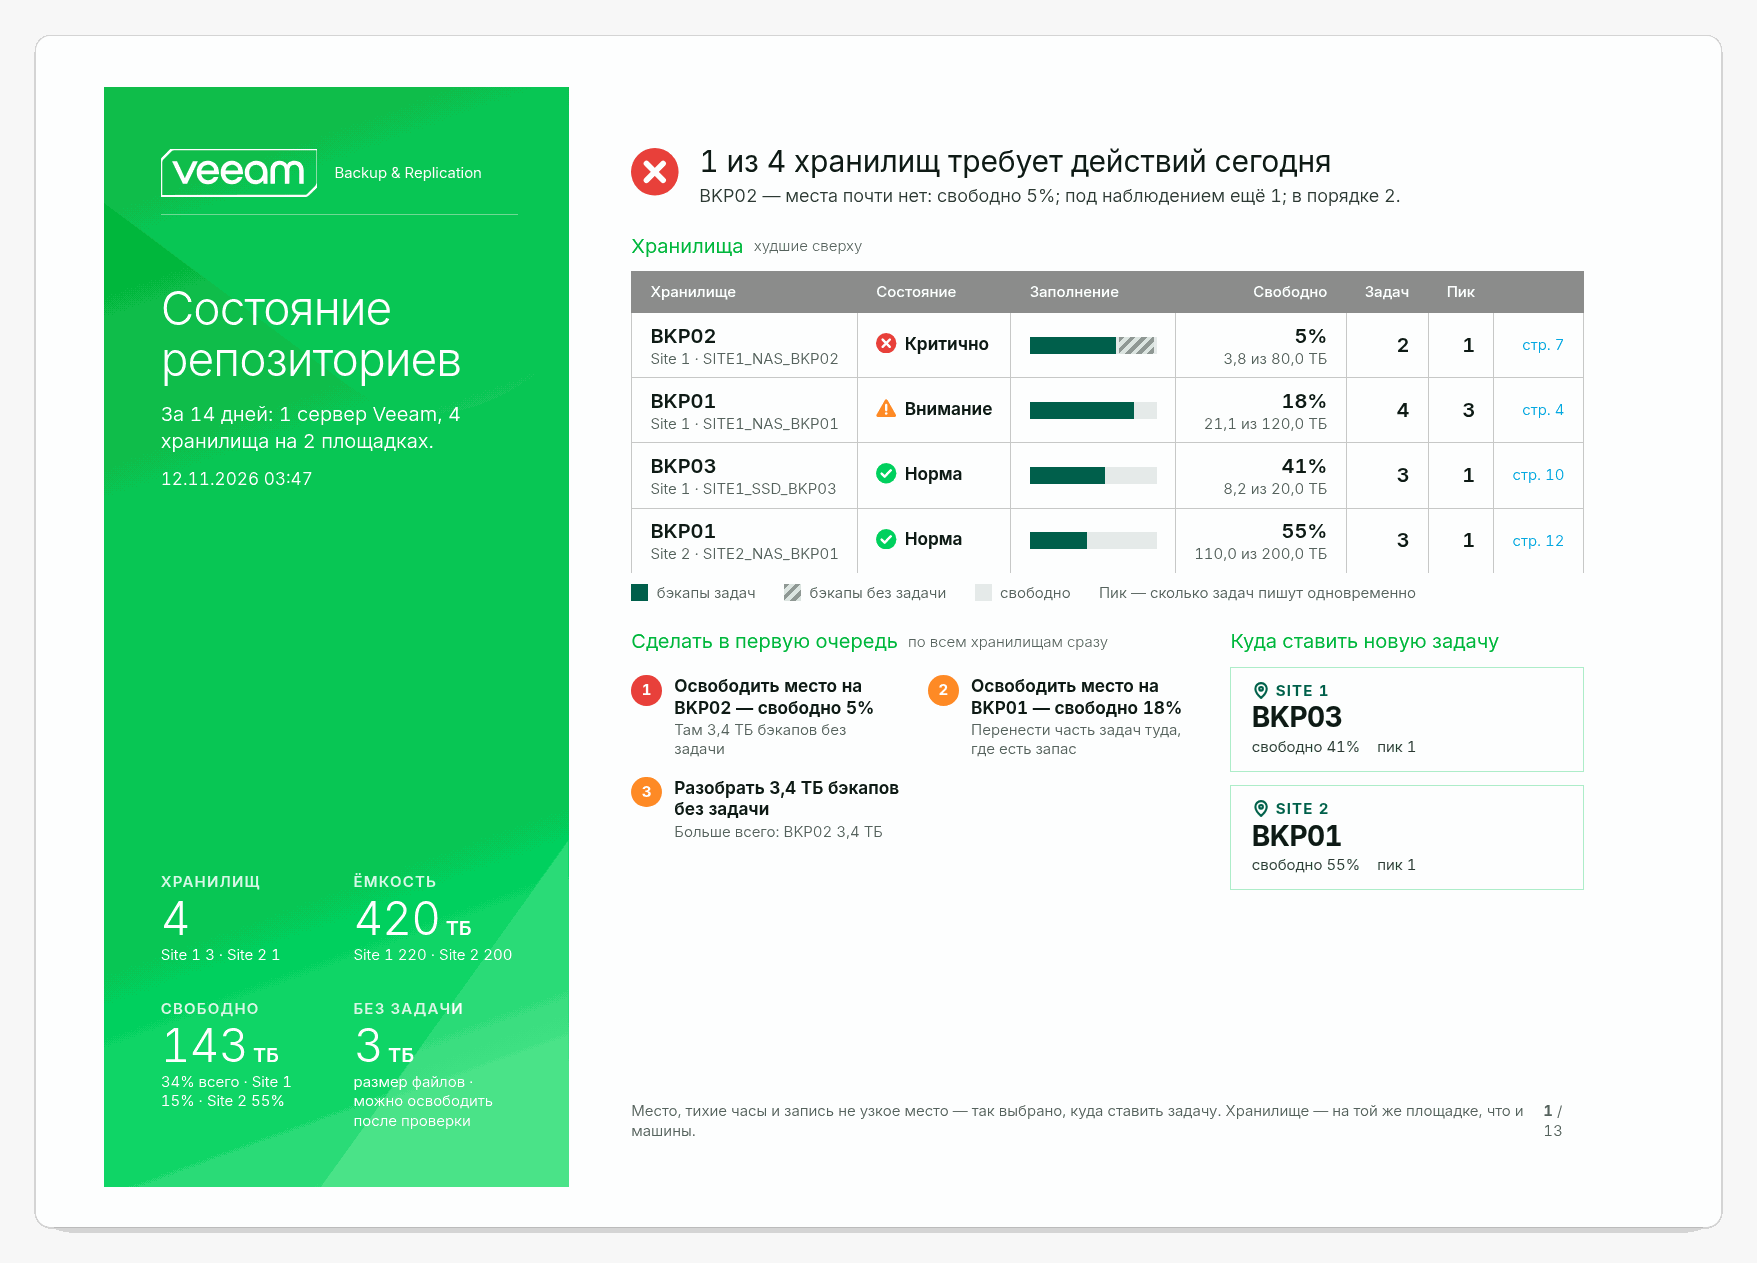 veeam Backup & Replication
Состояние
репозиториев
За 14 дней: 1 сервер Veeam, 4
хранилища на 2 площадках.
12.11.2026 03:47
ХРАНИЛИЩ
4
Site 1 3 · Site 2 1
ЁМКОСТЬ
420 ТБ
Site 1 220 · Site 2 200
СВОБОДНО
143 ТБ
34% всего · Site 1
15% · Site 2 55%
БЕЗ ЗАДАЧИ
3 ТБ
размер файлов ·
можно освободить
после проверки
1 из 4 хранилищ требует действий сегодня
BKP02 — места почти нет: свободно 5%; под наблюдением ещё 1; в порядке 2.
Хранилища худшие сверху
Хранилище Состояние Заполнение Свободно Задач Пик
BKP02 Критично 5% 2 1 стр. 7
Site 1 · SITE1_NAS_BKP02 3,8 из 80,0 ТБ
BKP01 Внимание 18% 4 3 стр. 4
Site 1 · SITE1_NAS_BKP01 21,1 из 120,0 ТБ
BKP03 Норма 41% 3 1 стр. 10
Site 1 · SITE1_SSD_BKP03 8,2 из 20,0 ТБ
BKP01 Норма 55% 3 1 стр. 12
Site 2 · SITE2_NAS_BKP01 110,0 из 200,0 ТБ
бэкапы задач бэкапы без задачи свободно Пик — сколько задач пишут одновременно
Сделать в первую очередь по всем хранилищам сразу
1 Освободить место на
BKP02 — свободно 5%
Там 3,4 ТБ бэкапов без
задачи
2 Освободить место на
BKP01 — свободно 18%
Перенести часть задач туда,
где есть запас
3 Разобрать 3,4 ТБ бэкапов
без задачи
Больше всего: BKP02 3,4 ТБ
Куда ставить новую задачу
SITE 1
BKP03
свободно 41% пик 1
SITE 2
BKP01
свободно 55% пик 1
Место, тихие часы и запись не узкое место — так выбрано, куда ставить задачу. Хранилище — на той же площадке, что и
машины.
1 /
13